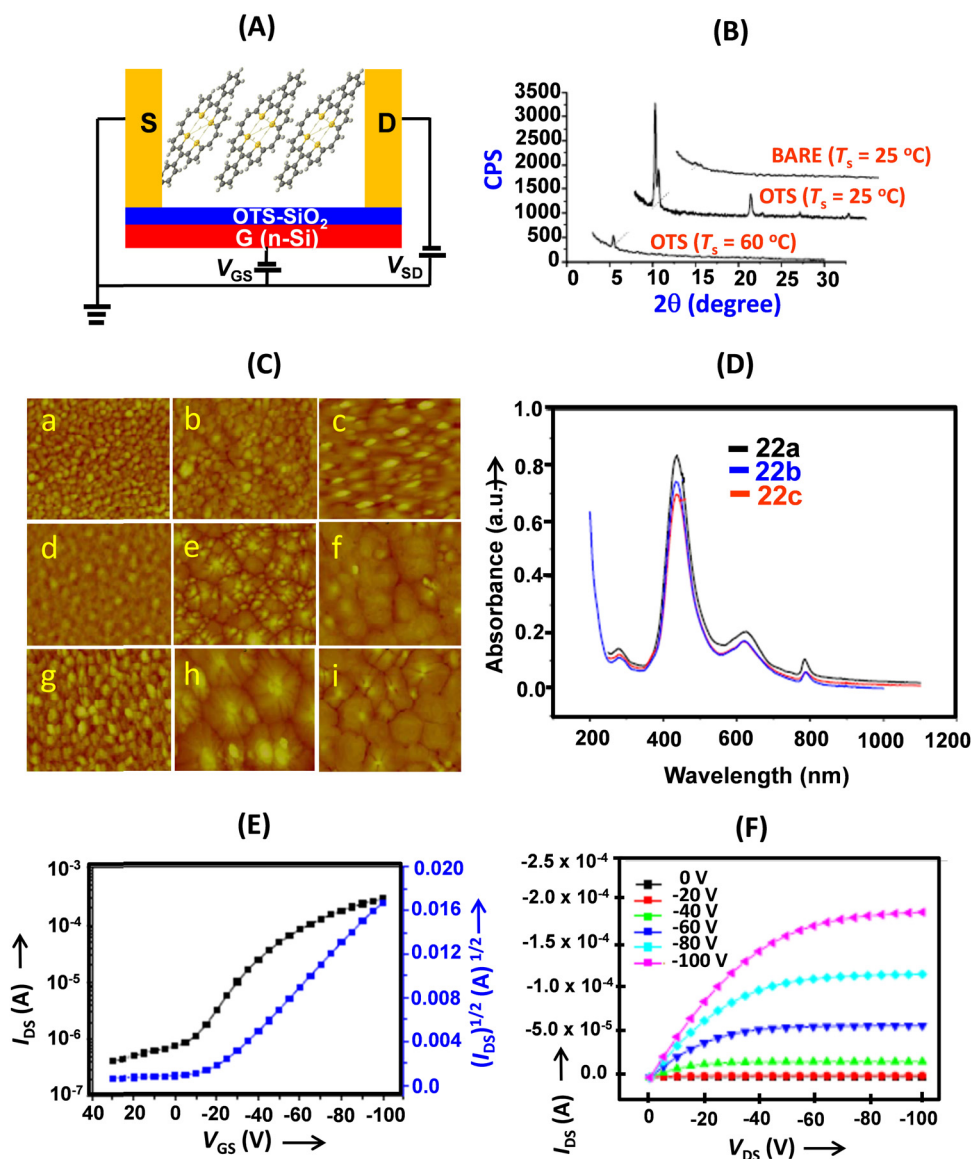 (A)
S
D
OTS-SiO2
G (n-Si)
VGS
VSD
(B)
CPS
3500
3000
2500
2000
1500
1000
500
0
BARE (Ts = 25 oC)
OTS (Ts = 25 oC)
OTS (Ts = 60 oC)
0 5 10 15 20 25 30
2θ (degree)
(C)
a b c
d e f
g h i
(D)
Absorbance (a.u.)
1.0
0.8
0.6
0.4
0.2
0.0
22a
22b
22c
200 400 600 800 1000 1200
Wavelength (nm)
(E)
IDS (A)
10-3
10-4
10-5
10-6
10-7
(IDS)1/2 (A)1/2
0.020
0.016
0.012
0.008
0.004
0.0
40 20 0 -20 -40 -60 -80 -100
VGS (V)
(F)
IDS (A)
-2.5 x 10-4
-2.0 x 10-4
-1.5 x 10-4
-1.0 x 10-4
-5.0 x 10-5
0.0
0 V
-20 V
-40 V
-60 V
-80 V
-100 V
0 -20 -40 -60 -80 -100
VDS (V)